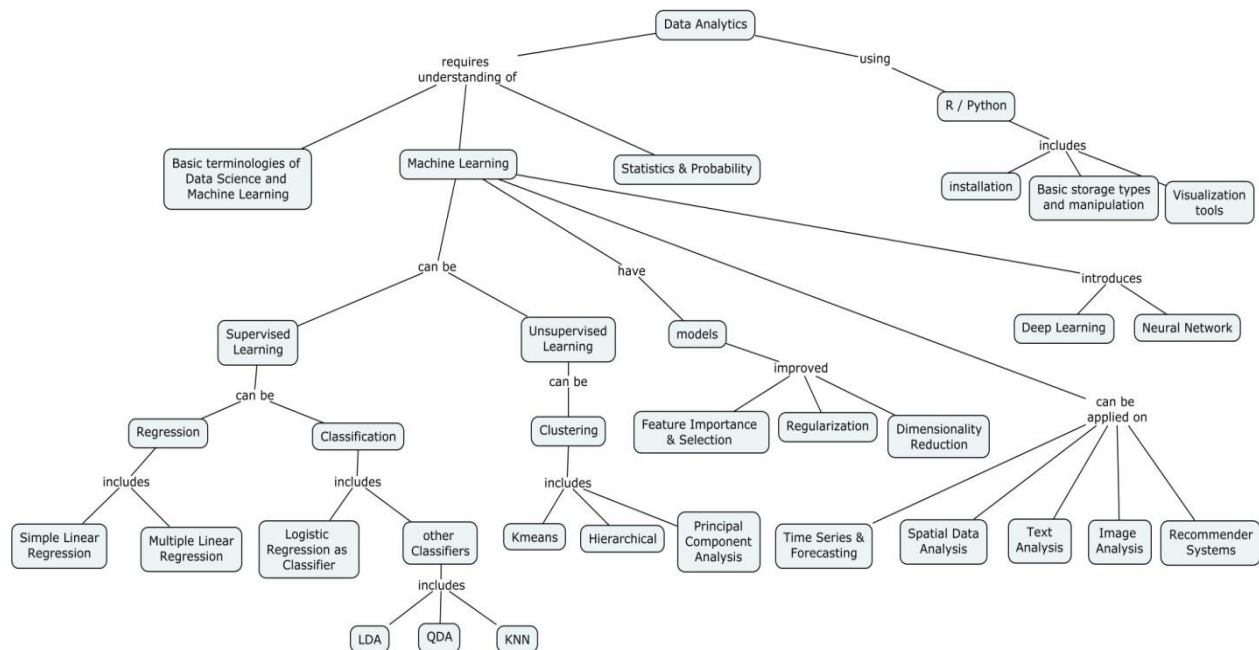 Data Analytics
requires
understanding of
using
R / Python
includes
installation
Basic storage types
and manipulation
Visualization
tools
Basic terminologies of
Data Science and
Machine Learning
Machine Learning
Statistics & Probability
can be
have
introduces
Deep Learning
Neural Network
Supervised
Learning
Unsupervised
Learning
models
can be
can be
improved
can be
applied on
Regression
Classification
Clustering
Feature Importance
& Selection
Regularization
Dimensionality
Reduction
includes
includes
includes
Simple Linear
Regression
Multiple Linear
Regression
Logistic
Regression as
Classifier
other
Classifiers
Kmeans
Hierarchical
Principal
Component
Analysis
Time Series &
Forecasting
Spatial Data
Analysis
Text
Analysis
Image
Analysis
Recommender
Systems
includes
LDA
QDA
KNN